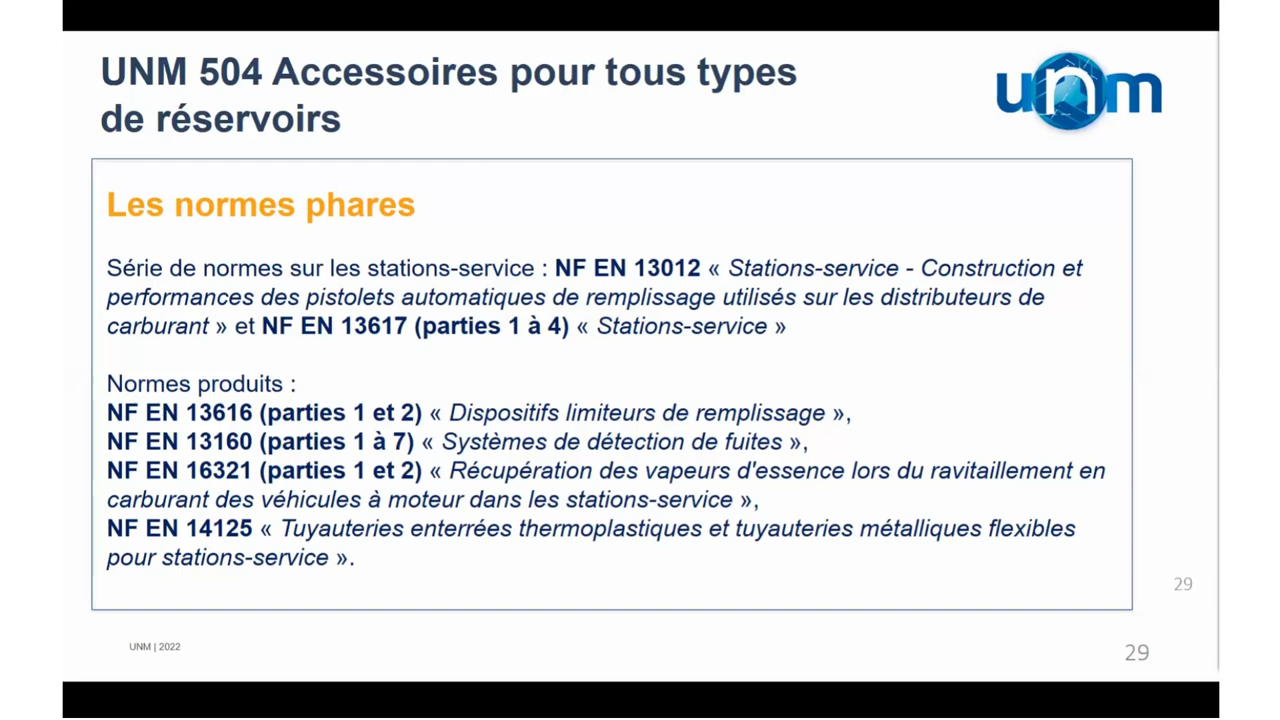 UNM 504 Accessoires pour tous types
de réservoirs
unm
Les normes phares
Série de normes sur les stations-service : NF EN 13012 « Stations-service - Construction et
performances des pistolets automatiques de remplissage utilisés sur les distributeurs de
carburant » et NF EN 13617 (parties 1 à 4) « Stations-service »
Normes produits :
NF EN 13616 (parties 1 et 2) « Dispositifs limiteurs de remplissage »,
NF EN 13160 (parties 1 à 7) « Systèmes de détection de fuites »,
NF EN 16321 (parties 1 et 2) « Récupération des vapeurs d'essence lors du ravitaillement en
carburant des véhicules à moteur dans les stations-service »,
NF EN 14125 « Tuyauteries enterrées thermoplastiques et tuyauteries métalliques flexibles
pour stations-service ».
29
UNM | 2022
29